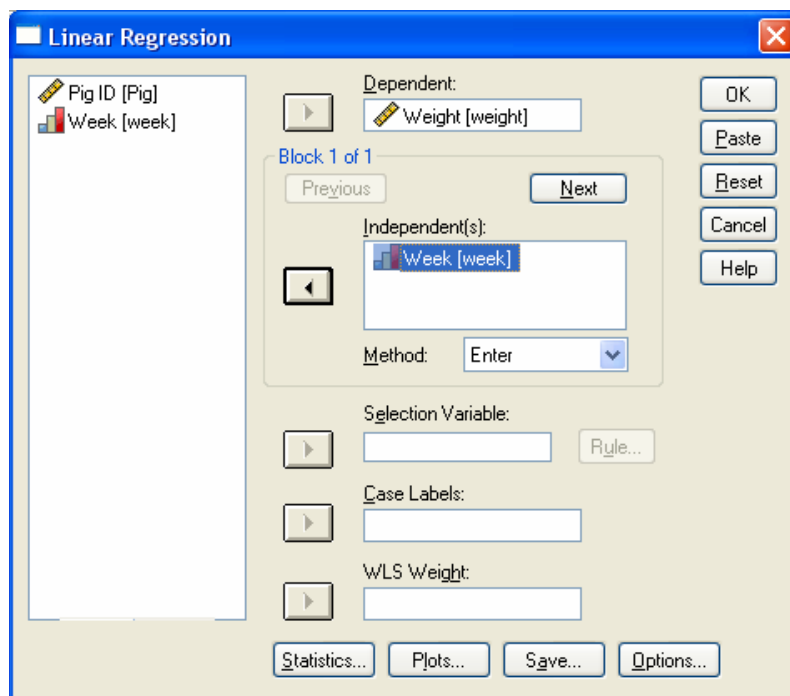 Linear Regression
Pig ID [Pig]
Week [week]
Dependent:
Weight [weight]
Block 1 of 1
Previous
Next
Independent(s):
Week [week]
Method:
Enter
Selection Variable:
Rule...
Case Labels:
WLS Weight:
OK
Paste
Reset
Cancel
Help
Statistics...
Plots...
Save...
Options...